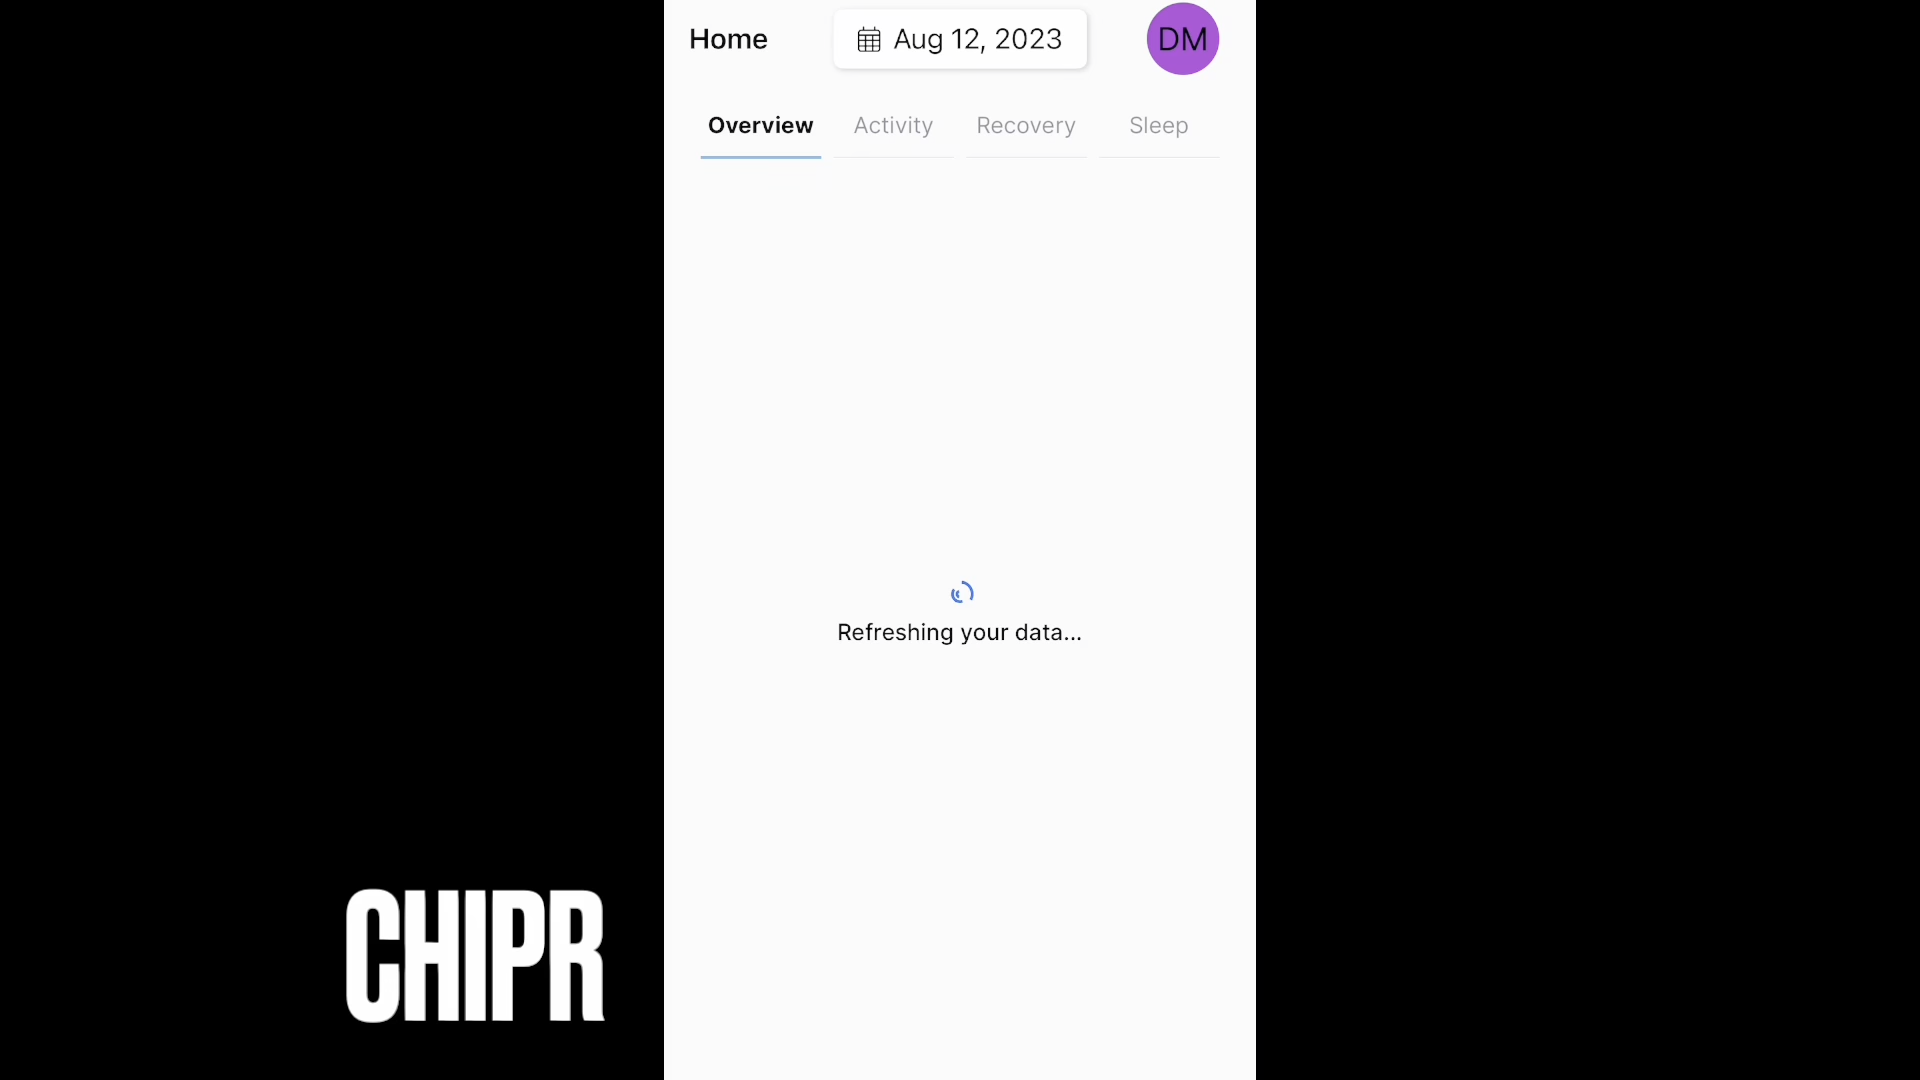 Home
Aug 12, 2023
DM
Overview
Activity
Recovery
Sleep
Refreshing your data...
CHIPR